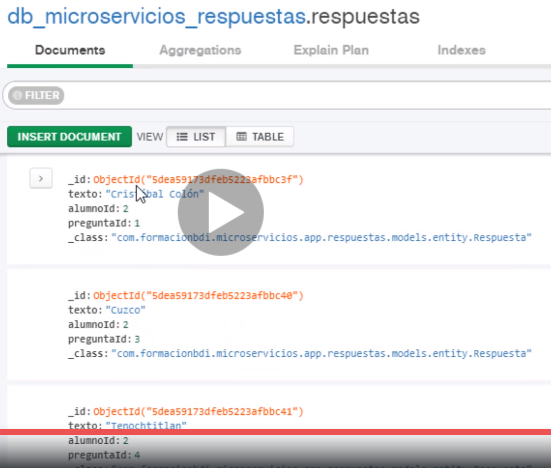 db_microservicios_respuestas.respuestas
Documents Aggregations Explain Plan Indexes
FILTER
INSERT DOCUMENT VIEW LIST TABLE
_id: ObjectId("5dea59173dfeb5223afbbc3f")
texto: "Cristóbal Colón"
alumnoId: 2
preguntaId: 1
_class: "com.formacionbdi.microservicios.app.respuestas.models.entity.Respuesta"
_id: ObjectId("5dea59173dfeb5223afbbc40")
texto: "Cuzco"
alumnoId: 2
preguntaId: 3
_class: "com.formacionbdi.microservicios.app.respuestas.models.entity.Respuesta"
_id: ObjectId("5dea59173dfeb5223afbbc41")
texto: "Tenochtitlan"
alumnoId: 2
preguntaId: 4